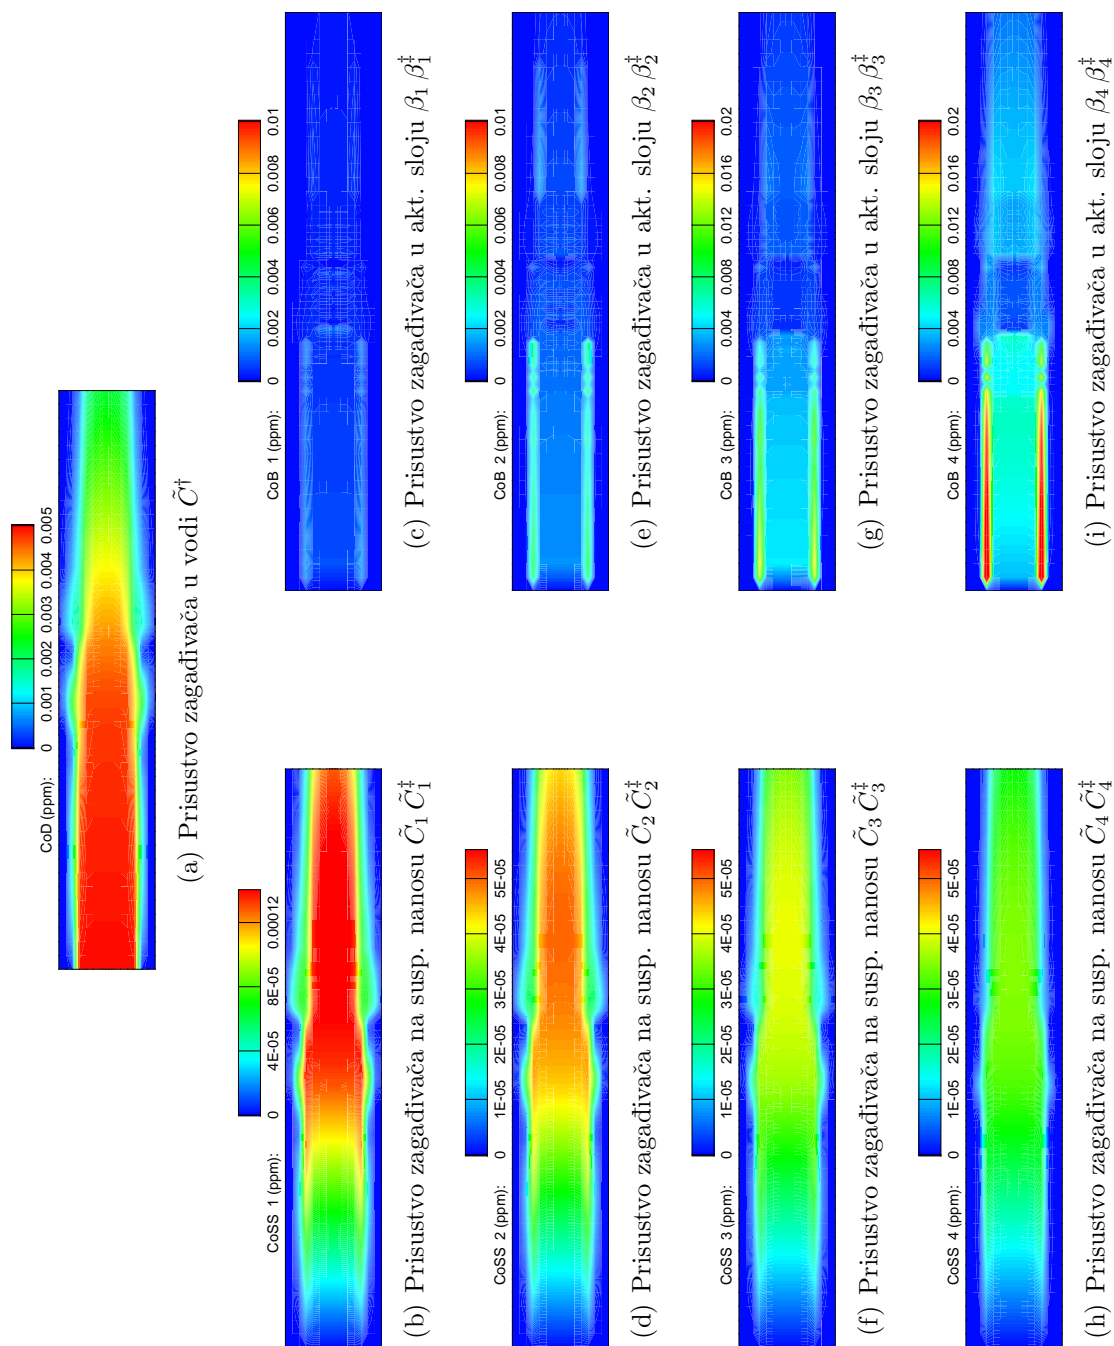 CoD (ppm): 0 0.001 0.002 0.003 0.004 0.005
(a) Prisustvo zagađivača u vodi C̃†
CoSS 1 (ppm): 0 4E-05 8E-05 0.00012
(b) Prisustvo zagađivača na susp. nanosu C̃₁ C̃₁‡
CoB 1 (ppm): 0 0.002 0.004 0.006 0.008 0.01
(c) Prisustvo zagađivača u akt. sloju β₁ β₁‡
CoSS 2 (ppm): 0 1E-05 2E-05 3E-05 4E-05 5E-05
(d) Prisustvo zagađivača na susp. nanosu C̃₂ C̃₂‡
CoB 2 (ppm): 0 0.002 0.004 0.006 0.008 0.01
(e) Prisustvo zagađivača u akt. sloju β₂ β₂‡
CoSS 3 (ppm): 0 1E-05 2E-05 3E-05 4E-05 5E-05
(f) Prisustvo zagađivača na susp. nanosu C̃₃ C̃₃‡
CoB 3 (ppm): 0 0.004 0.008 0.012 0.016 0.02
(g) Prisustvo zagađivača u akt. sloju β₃ β₃‡
CoSS 4 (ppm): 0 1E-05 2E-05 3E-05 4E-05 5E-05
(h) Prisustvo zagađivača na susp. nanosu C̃₄ C̃₄‡
CoB 4 (ppm): 0 0.004 0.008 0.012 0.016 0.02
(i) Prisustvo zagađivača u akt. sloju β₄ β₄‡